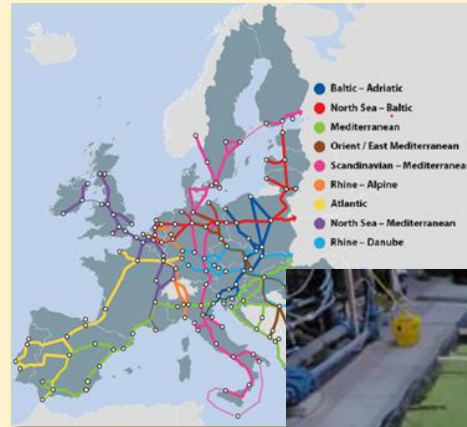 Baltic – Adriatic
North Sea – Baltic
Mediterranean
Orient / East Mediterranean
Scandinavian – Mediterranean
Rhine – Alpine
Atlantic
North Sea – Mediterranean
Rhine – Danube